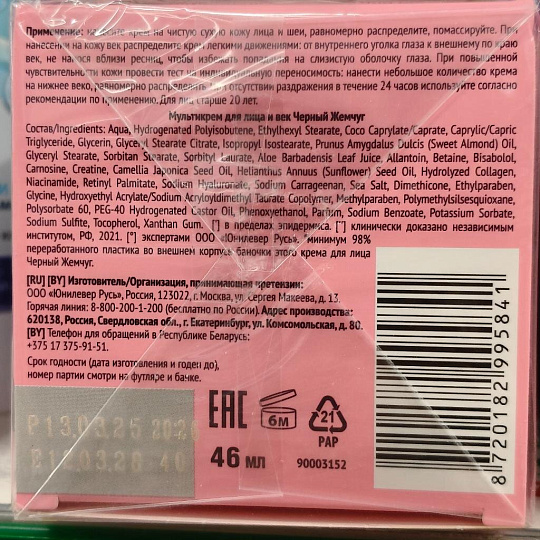 Применение: нанесите крем на чистую сухую кожу лица и шеи, равномерно распределите, помассируйте. При
нанесении на кожу век распределите крем легкими движениями: от внутреннего уголка глаза к внешнему по краю
век, не нанося вблизи ресниц, чтобы избежать попадания на слизистую оболочку глаза. При повышенной
чувствительности кожи провести тест на индивидуальную переносимость: нанести небольшое количество крема
на нижнее веко, равномерно распределить. При отсутствии раздражения в течение 24 часов используйте согласно
рекомендации по применению. Для лиц старше 20 лет.
Мультикрем для лица и век Черный Жемчуг
Состав/Ingredients: Aqua, Hydrogenated Polyisobutene, Ethylhexyl Stearate, Coco Caprylate/Caprate, Caprylic/Capric
Triglyceride, Glycerin, Glyceryl Stearate Citrate, Isopropyl Isostearate, Prunus Amygdalus Dulcis (Sweet Almond) Oil,
Glyceryl Stearate, Sorbitan Stearate, Sorbityl Laurate, Aloe Barbadensis Leaf Juice, Allantoin, Betaine, Bisabolol,
Carnosine, Creatine, Camellia Japonica Seed Oil, Helianthus Annuus (Sunflower) Seed Oil, Hydrolyzed Collagen,
Niacinamide, Retinyl Palmitate, Sodium Hyaluronate, Sodium Carrageenan, Sea Salt, Dimethicone, Ethylparaben,
Glycine, Hydroxyethyl Acrylate/Sodium Acryloyldimethyl Taurate Copolymer, Methylparaben, Polymethylsilsesquioxane,
Polysorbate 60, PEG-40 Hydrogenated Castor Oil, Phenoxyethanol, Parfum, Sodium Benzoate, Potassium Sorbate,
Sodium Sulfite, Tocopherol, Xanthan Gum. (*) в пределах эпидермиса. [*] клинически доказано независимым
институтом, РФ, 2021. [*] экспертами ООО «Юнилевер Русь». *минимум 98%
переработанного пластика во внешнем корпусе баночки этого крема для лица
Черный Жемчуг.
[RU] [BY] Изготовитель/Организация, принимающая претензии:
ООО «Юнилевер Русь», Россия, 123022, г. Москва, ул. Сергея Макеева, д. 13.
Горячая линия: 8-800-200-1-200 (бесплатно по России). Адрес производства:
620138, Россия, Свердловская обл., г. Екатеринбург, ул. Комсомольская, д. 80.
[BY] Телефон для обращений в Республике Беларусь:
+375 17 375-91-51.
Срок годности (дата изготовления и годен до),
номер партии смотри на футляре и банке.
P13.03.25
40
EAC
6м
21
PAP
46 мл
90003152
8720182995841